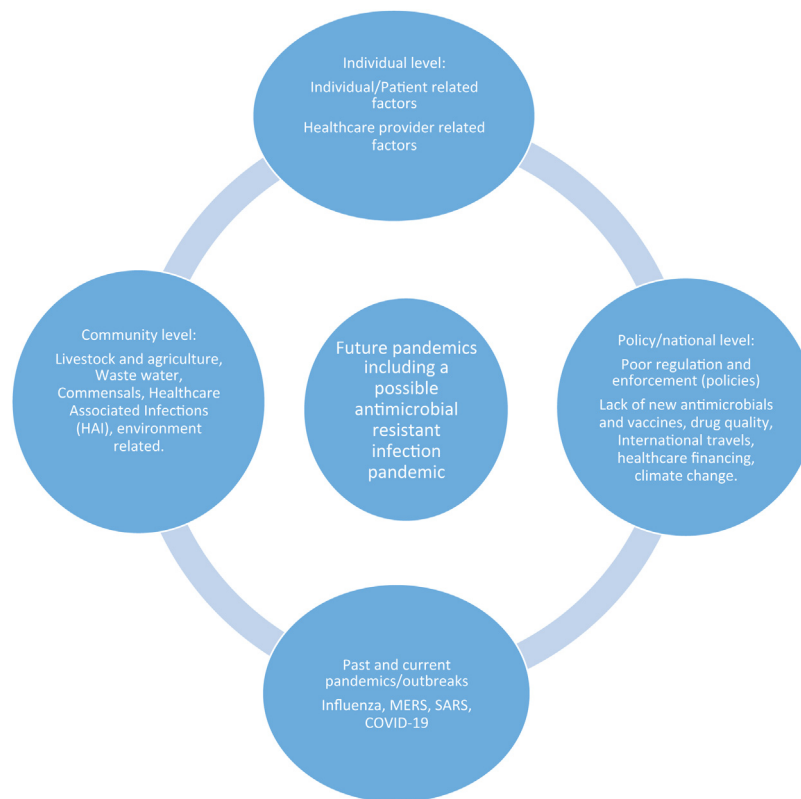 Individual level:
Individual/Patient related
factors
Healthcare provider related
factors
Community level:
Livestock and agriculture,
Waste water,
Commensals, Healthcare
Associated Infections
(HAI), environment
related.
Future pandemics
including a
possible
antimicrobial
resistant
infection
pandemic
Policy/national level:
Poor regulation and
enforcement (policies)
Lack of new antimicrobials
and vaccines, drug quality,
International travels,
healthcare financing,
climate change.
Past and current
pandemics/outbreaks
Influenza, MERS, SARS,
COVID-19